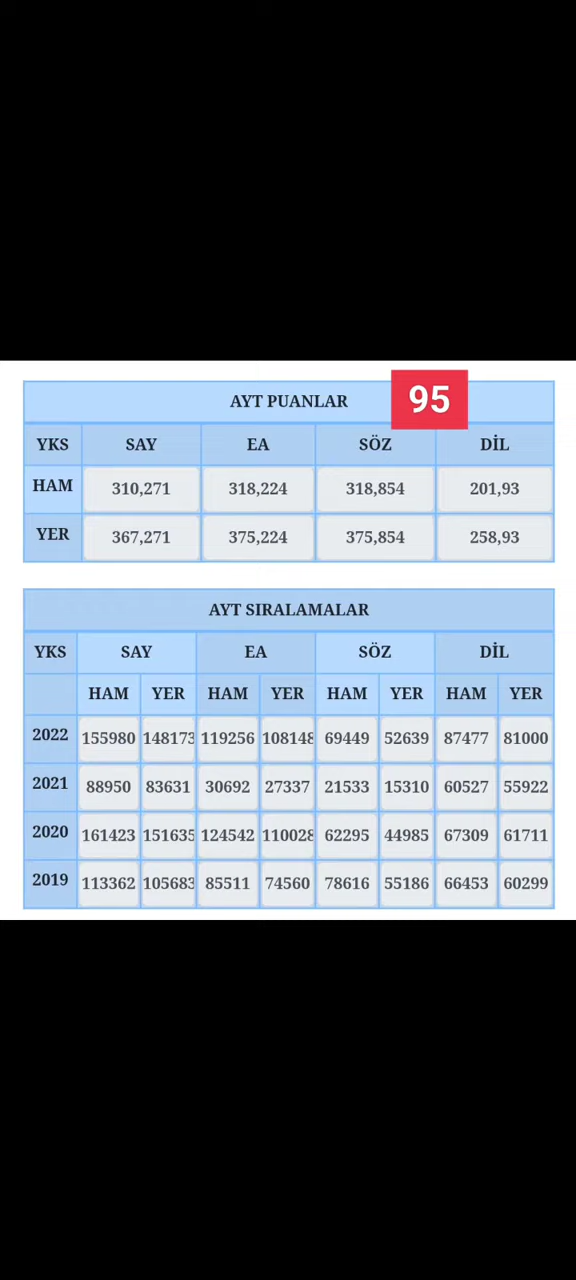 AYT PUANLAR 95
YKS SAY EA SÖZ DİL
HAM 310,271 318,224 318,854 201,93
YER 367,271 375,224 375,854 258,93
AYT SIRALAMALAR
YKS SAY EA SÖZ DİL
HAM YER HAM YER HAM YER HAM YER
2022 155980 148173 119256 108148 69449 52639 87477 81000
2021 88950 83631 30692 27337 21533 15310 60527 55922
2020 161423 151635 124542 110028 62295 44985 67309 61711
2019 113362 105683 85511 74560 78616 55186 66453 60299